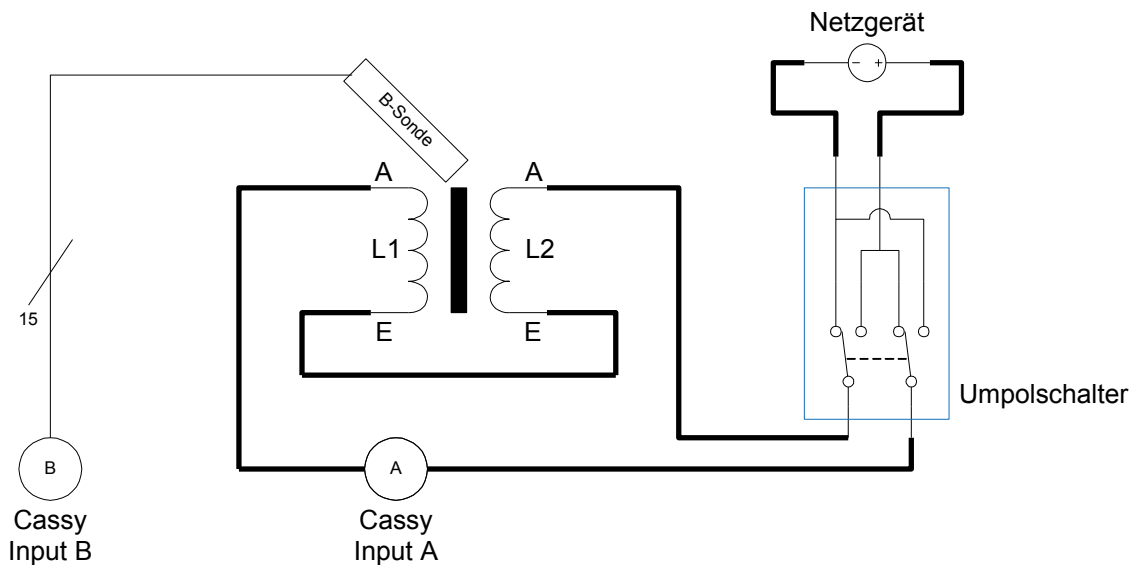 Netzgerät
- +
B-Sonde
A
A
L1
L2
15
E
E
Umpolschalter
B
A
Cassy
Input B
Cassy
Input A